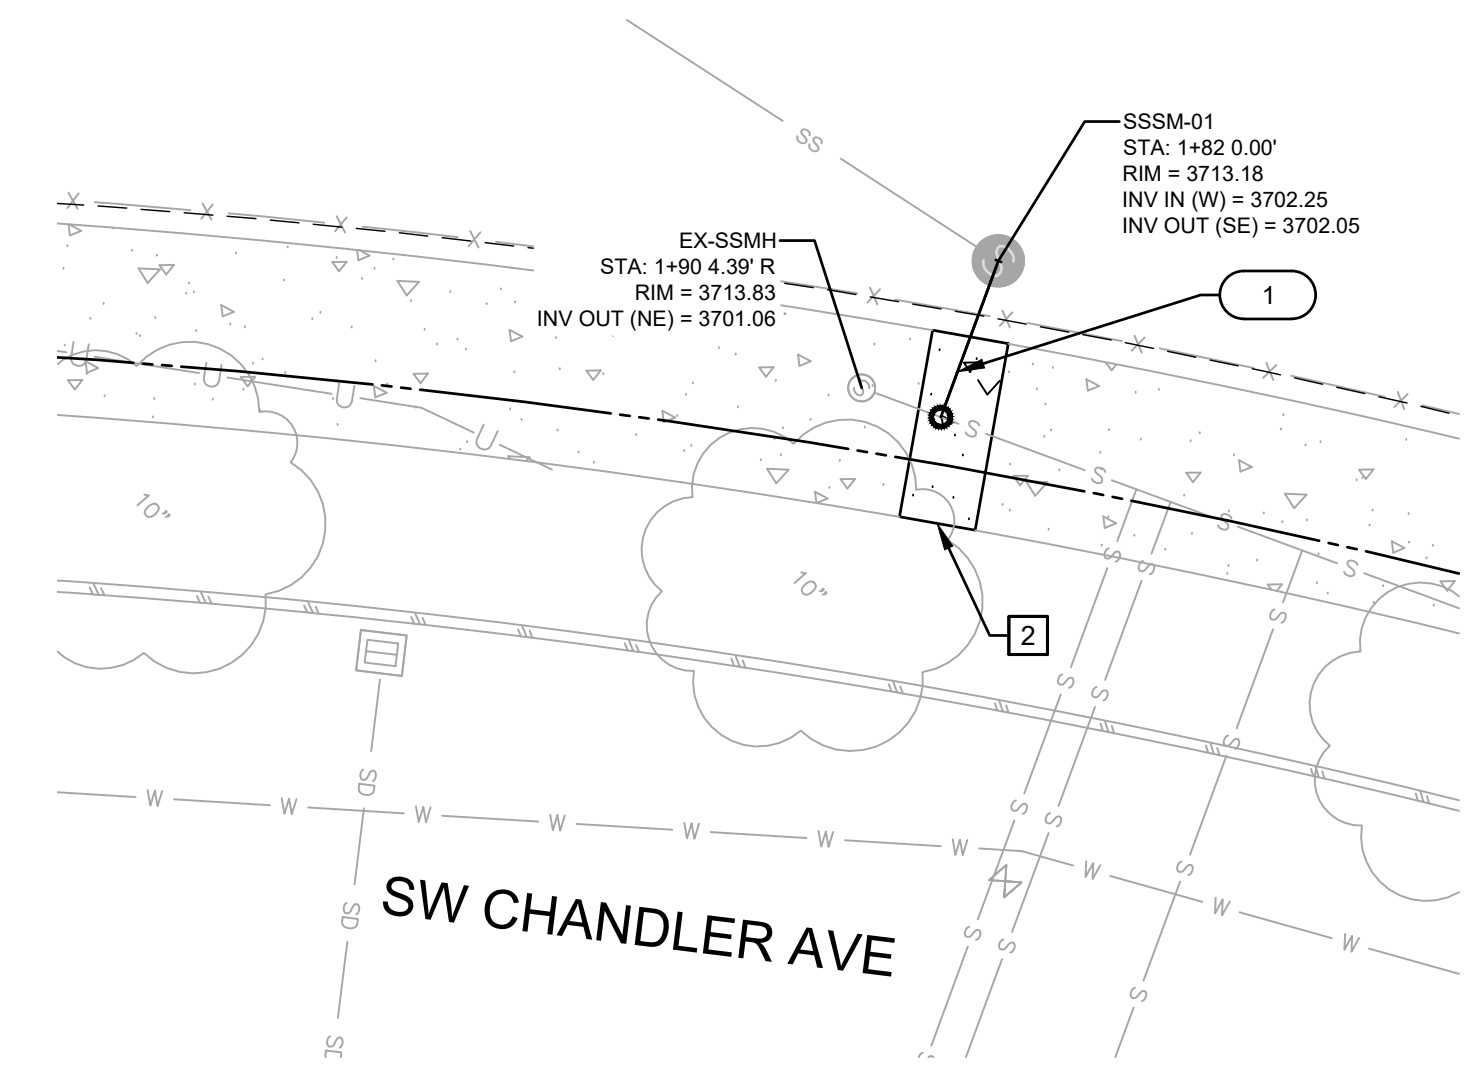 SS
SSSM-01
STA: 1+82 0.00'
RIM = 3713.18
INV IN (W) = 3702.25
INV OUT (SE) = 3702.05
X X X X
EX-SSMH
STA: 1+90 4.39' R
RIM = 3713.83
INV OUT (NE) = 3701.06
1
X X X X X
U U U U
S S S S
10"
10"
2
S S S
S S S
SD
W W W W W W W W W W
S S S
SD
SW CHANDLER AVE
S S S
SD